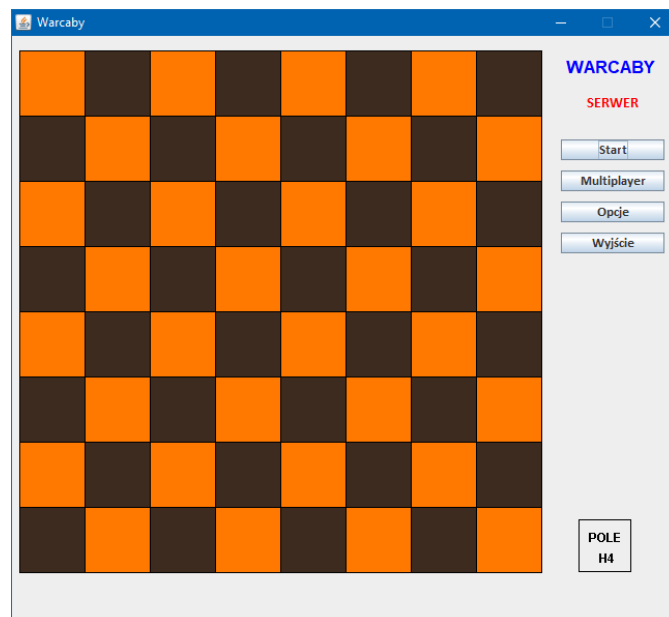 Warcaby
WARCABY
SERWER
Start
Multiplayer
Opcje
Wyjście
POLE
H4